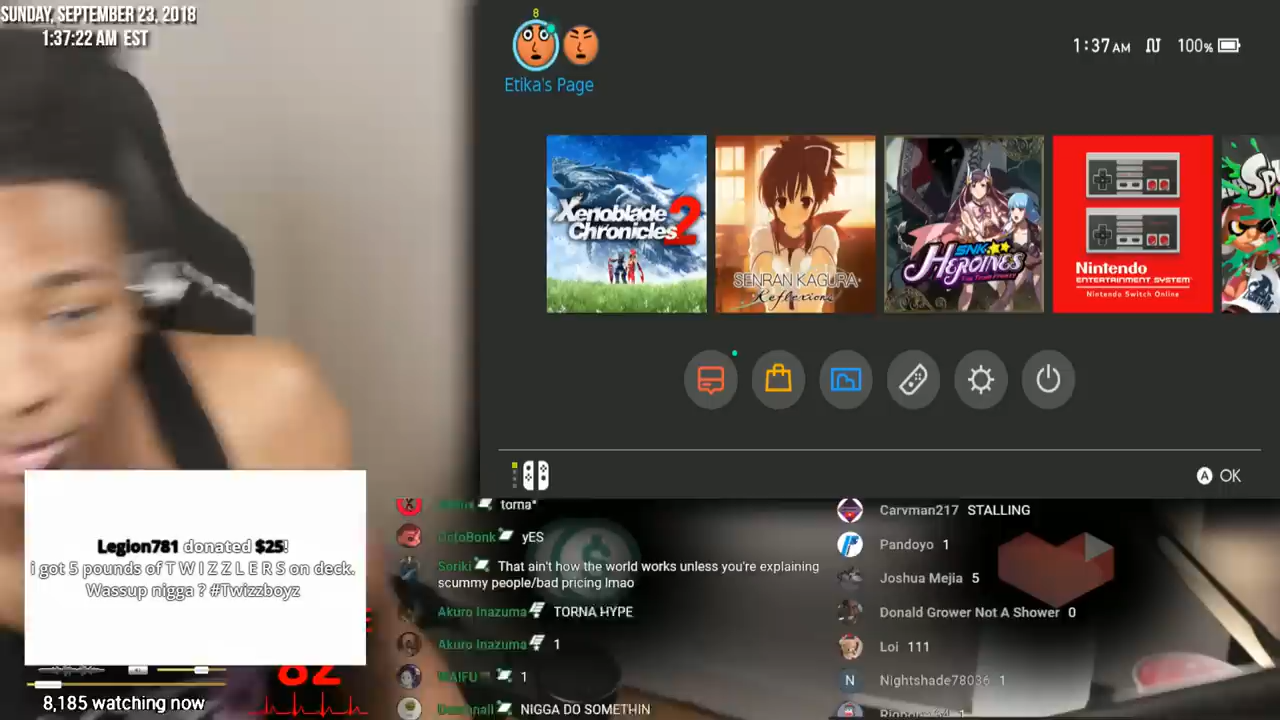 SUNDAY, SEPTEMBER 23, 2018
1:37:22 AM EST
8
Etika's Page
1:37 AM
100%
Xenoblade
Chronicles 2
SENRAN KAGURA
Reflexions
SNK
HEROINES
Nintendo
ENTERTAINMENT SYSTEM
Nintendo Switch Online
A OK
Legion781 donated $25!
i got 5 pounds of T W I Z Z L E R S on deck.
Wassup nigga ? #Twizzboyz
82
8,185 watching now
torna*
OctoBonk yES
Soriki That ain't how the world works unless you're explaining
scummy people/bad pricing lmao
Akuro Inazuma TORNA HYPE
Akuro Inazuma 1
WAIFU 1
NIGGA DO SOMETHIN
Carvman217 STALLING
Pandoyo 1
Joshua Mejia 5
Donald Grower Not A Shower 0
Loi 111
N Nightshade78036 1